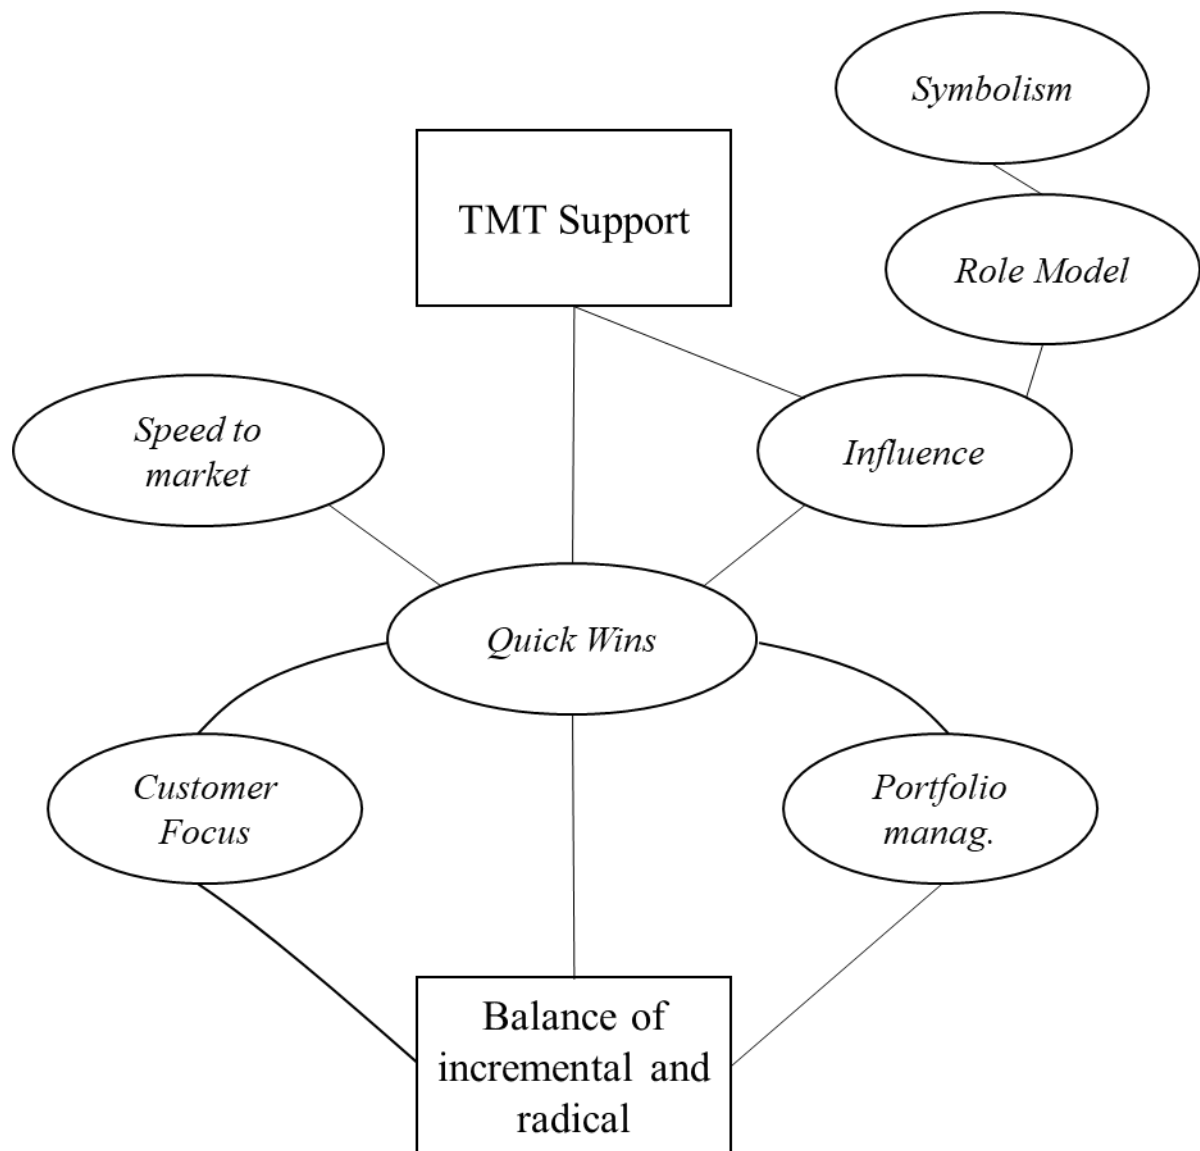 Symbolism
TMT Support
Role Model
Speed to
market
Influence
Quick Wins
Customer
Focus
Portfolio
manag.
Balance of
incremental and
radical